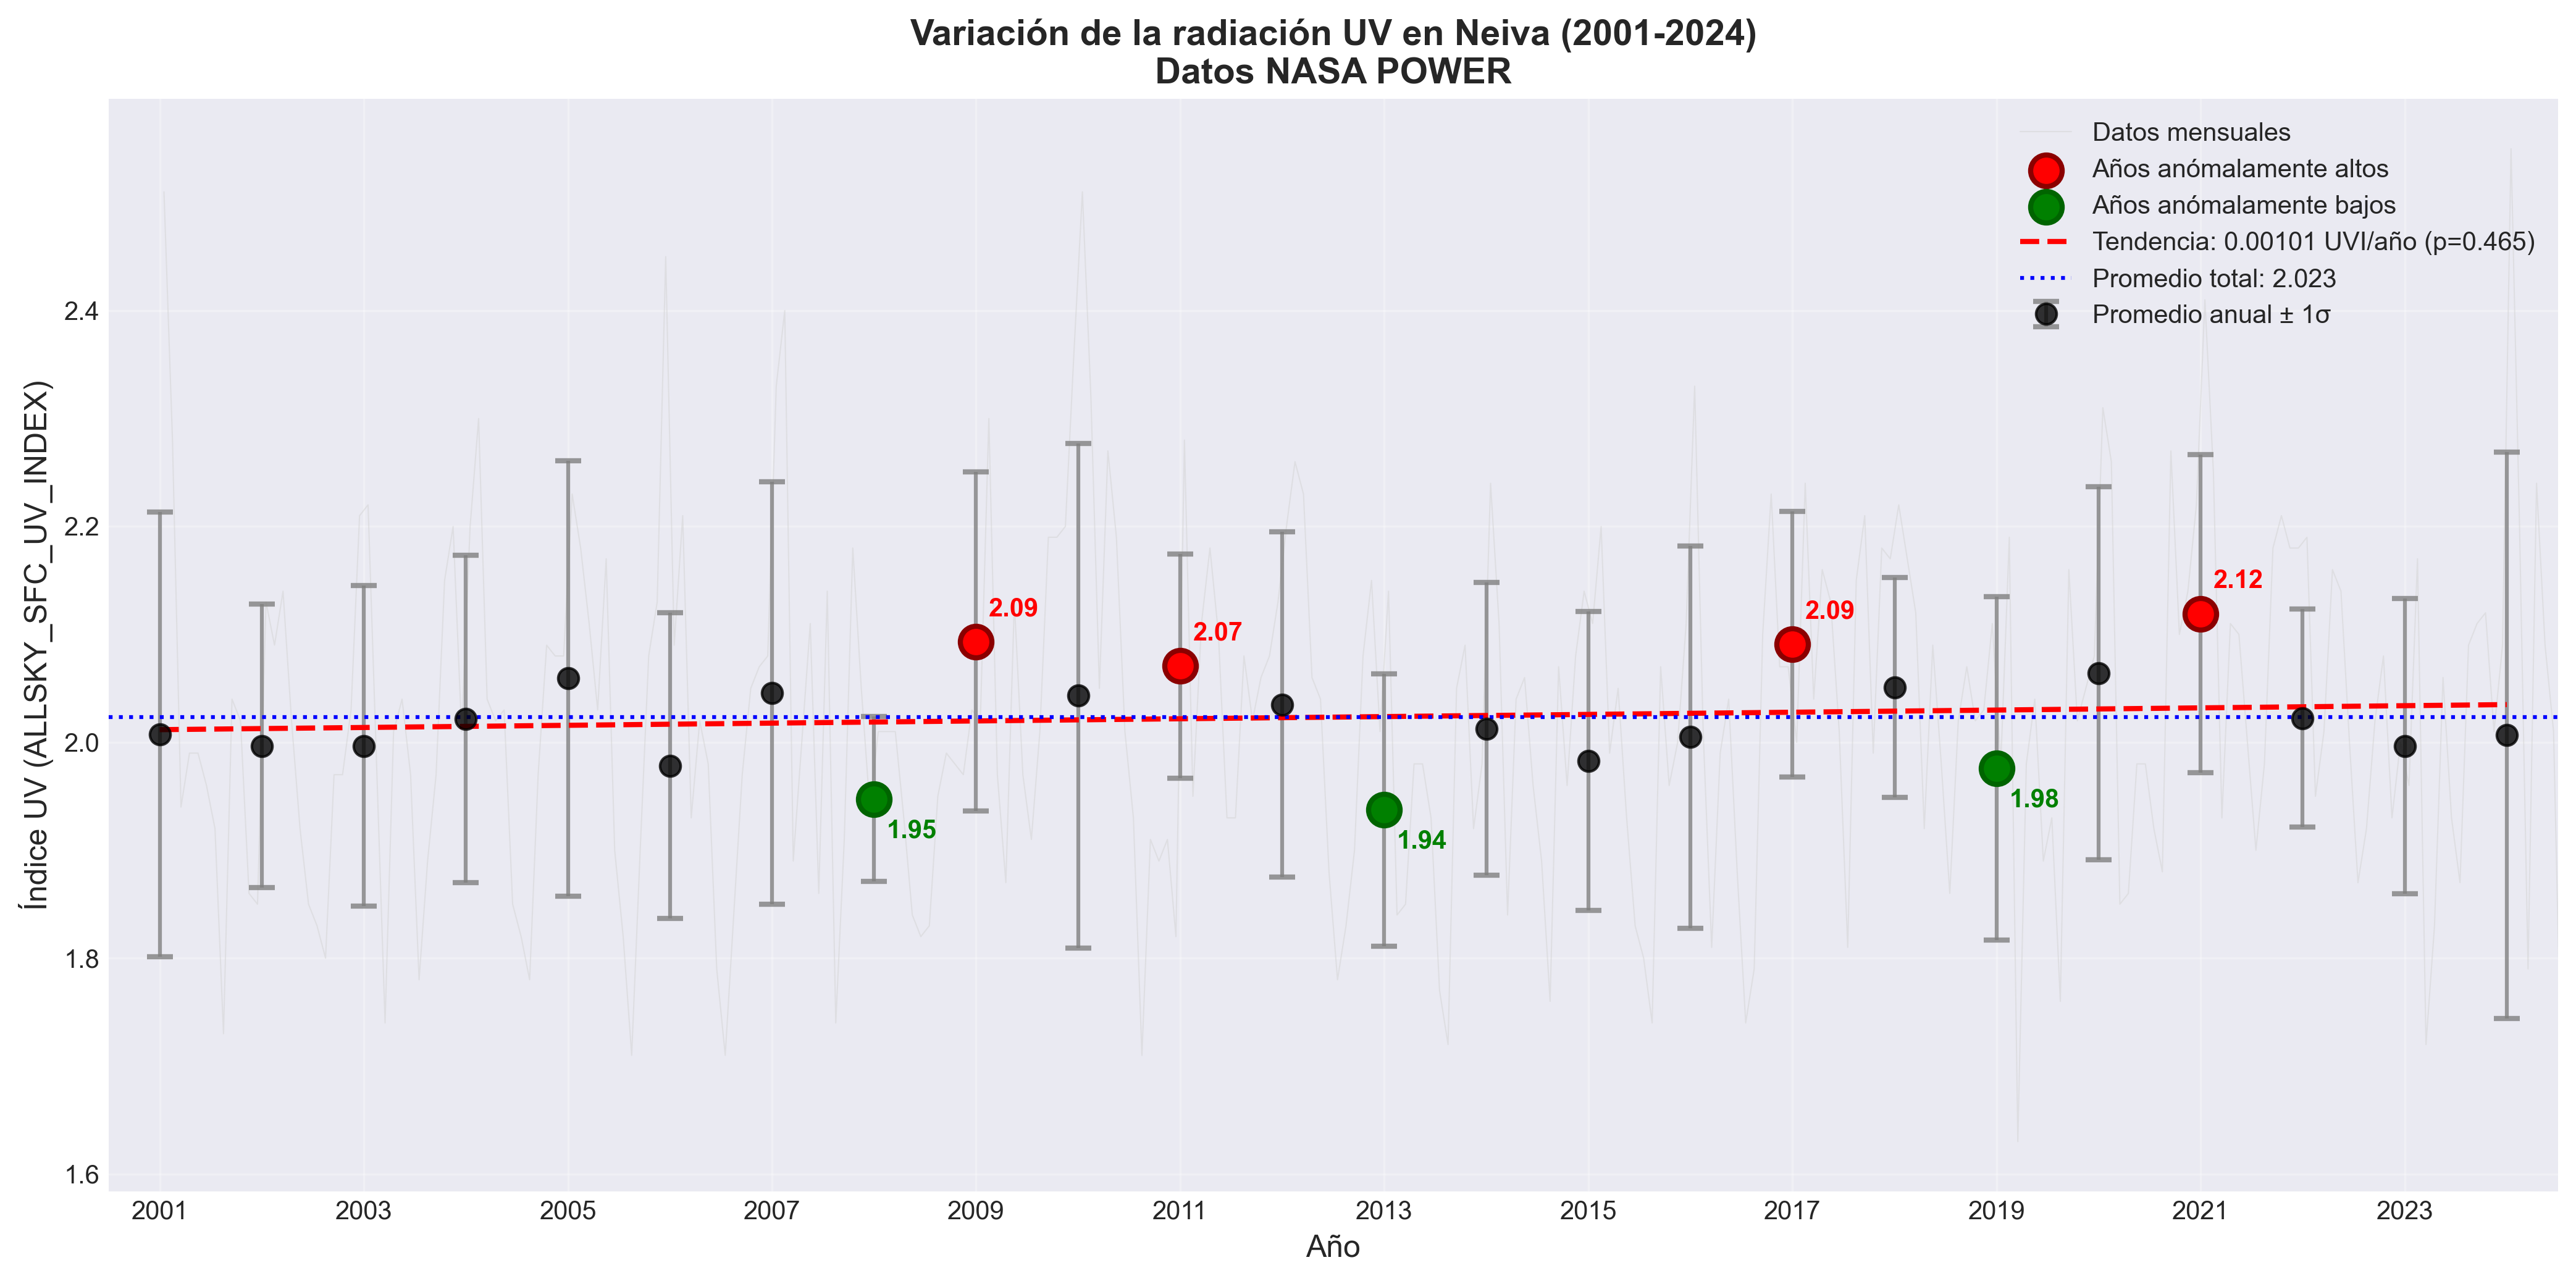 Variación de la radiación UV en Neiva (2001-2024)
Datos NASA POWER
Datos mensuales
Años anómalamente altos
Años anómalamente bajos
Tendencia: 0.00101 UVI/año (p=0.465)
Promedio total: 2.023
Promedio anual ± 1σ
Índice UV (ALLSKY_SFC_UV_INDEX)
2.4
2.2
2.0
1.8
1.6
1.95
2.09
2.07
1.94
2.09
1.98
2.12
2001 2003 2005 2007 2009 2011 2013 2015 2017 2019 2021 2023
Año